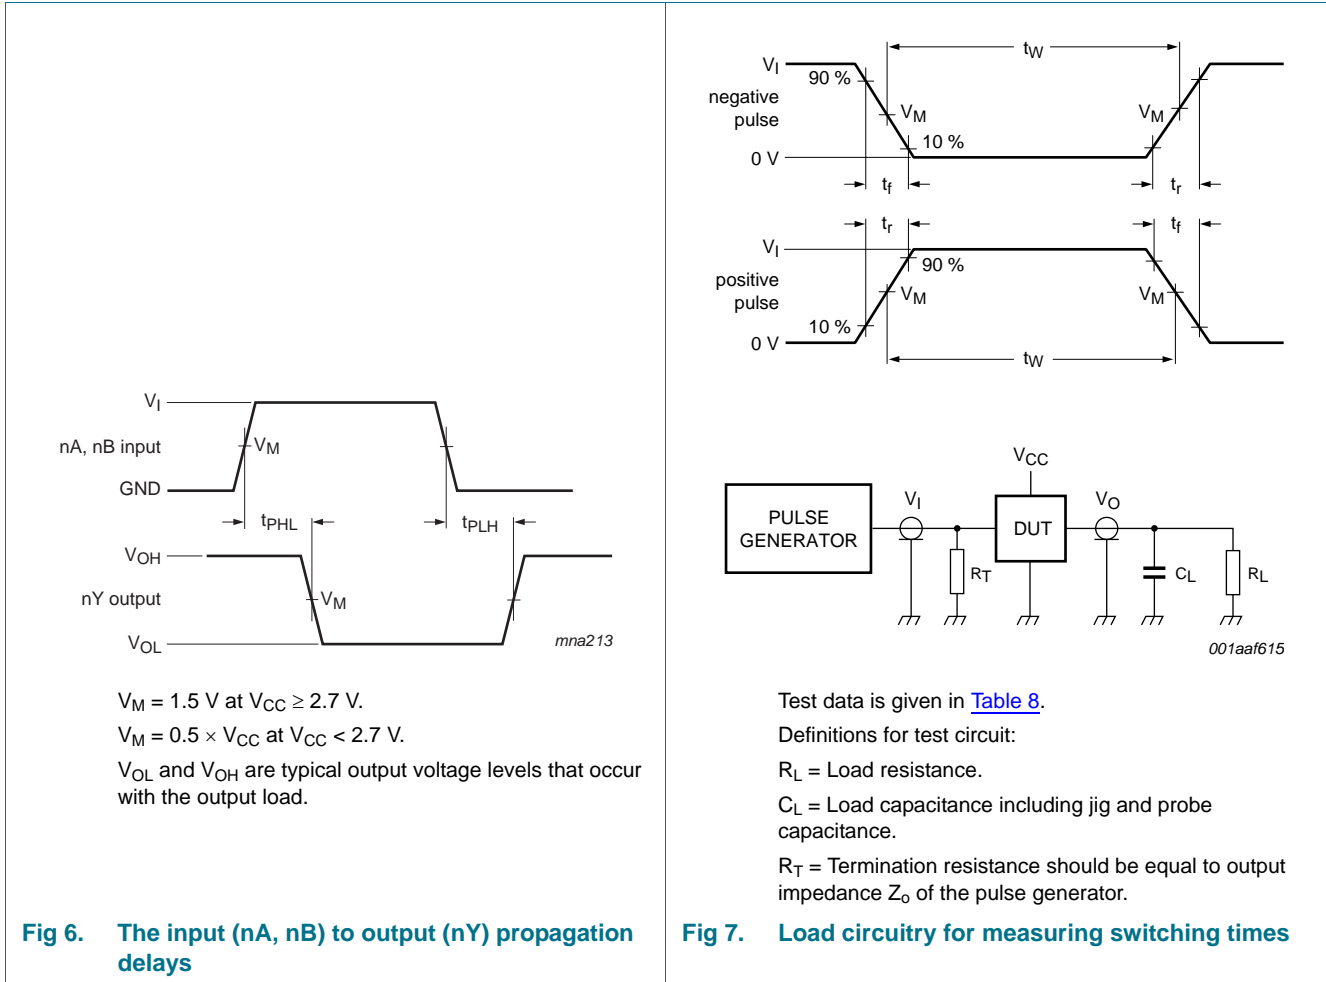 VI
nA, nB input
VM
GND
tPHL
tPLH
VOH
nY output
VM
VOL
mna213
VM = 1.5 V at VCC ≥ 2.7 V.
VM = 0.5 × VCC at VCC < 2.7 V.
VOL and VOH are typical output voltage levels that occur
with the output load.
Fig 6. The input (nA, nB) to output (nY) propagation
delays
tW
VI
90 %
negative
pulse
VM
VM
10 %
0 V
tf
tr
tr
tf
VI
90 %
positive
pulse
VM
VM
10 %
0 V
tW
VCC
PULSE
GENERATOR
VI
DUT
VO
RT
CL
RL
001aaf615
Test data is given in Table 8.
Definitions for test circuit:
RL = Load resistance.
CL = Load capacitance including jig and probe
capacitance.
RT = Termination resistance should be equal to output
impedance Zo of the pulse generator.
Fig 7. Load circuitry for measuring switching times